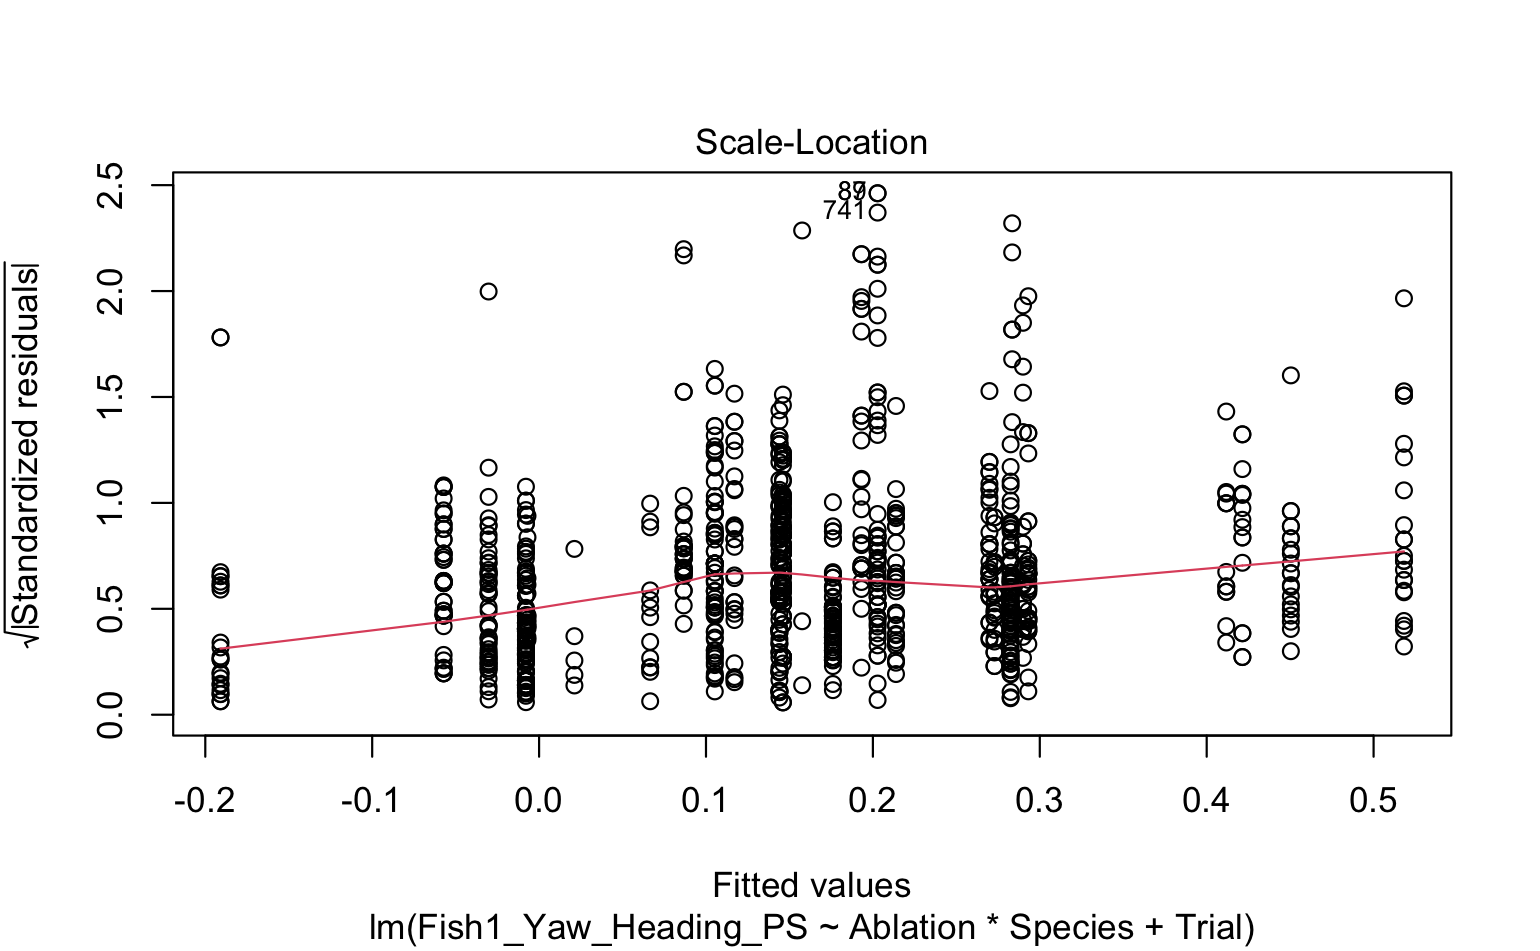 Scale-Location
√|Standardized residuals|
2.5
2.0
1.5
1.0
0.5
0.0
741
-0.2 -0.1 0.0 0.1 0.2 0.3 0.4 0.5
Fitted values
lm(Fish1_Yaw_Heading_PS ~ Ablation * Species + Trial)